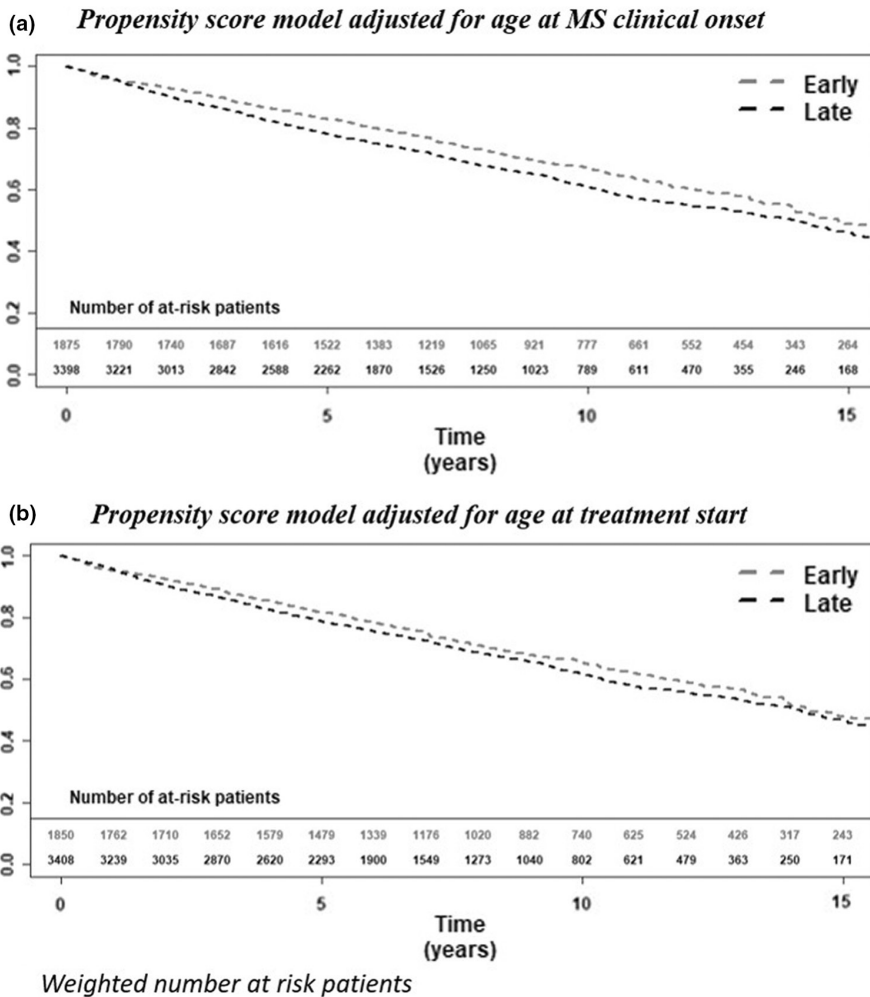 (a) Propensity score model adjusted for age at MS clinical onset
1.0
Early
Late
0.8
0.6
0.4
0.2
Number of at-risk patients
1875 1790 1740 1687 1616 1522 1383 1219 1065 921 777 661 552 454 343 264
0.0
3398 3221 3013 2842 2588 2262 1870 1526 1250 1023 789 611 470 355 246 168
0 5 10 15
Time
(years)
(b) Propensity score model adjusted for age at treatment start
1.0
Early
Late
0.8
0.6
0.4
0.2
Number of at-risk patients
1850 1762 1710 1652 1579 1479 1339 1176 1020 882 740 625 524 426 317 243
0.0
3408 3239 3035 2870 2620 2293 1900 1549 1273 1040 802 621 479 363 250 171
0 5 10 15
Time
(years)
Weighted number at risk patients